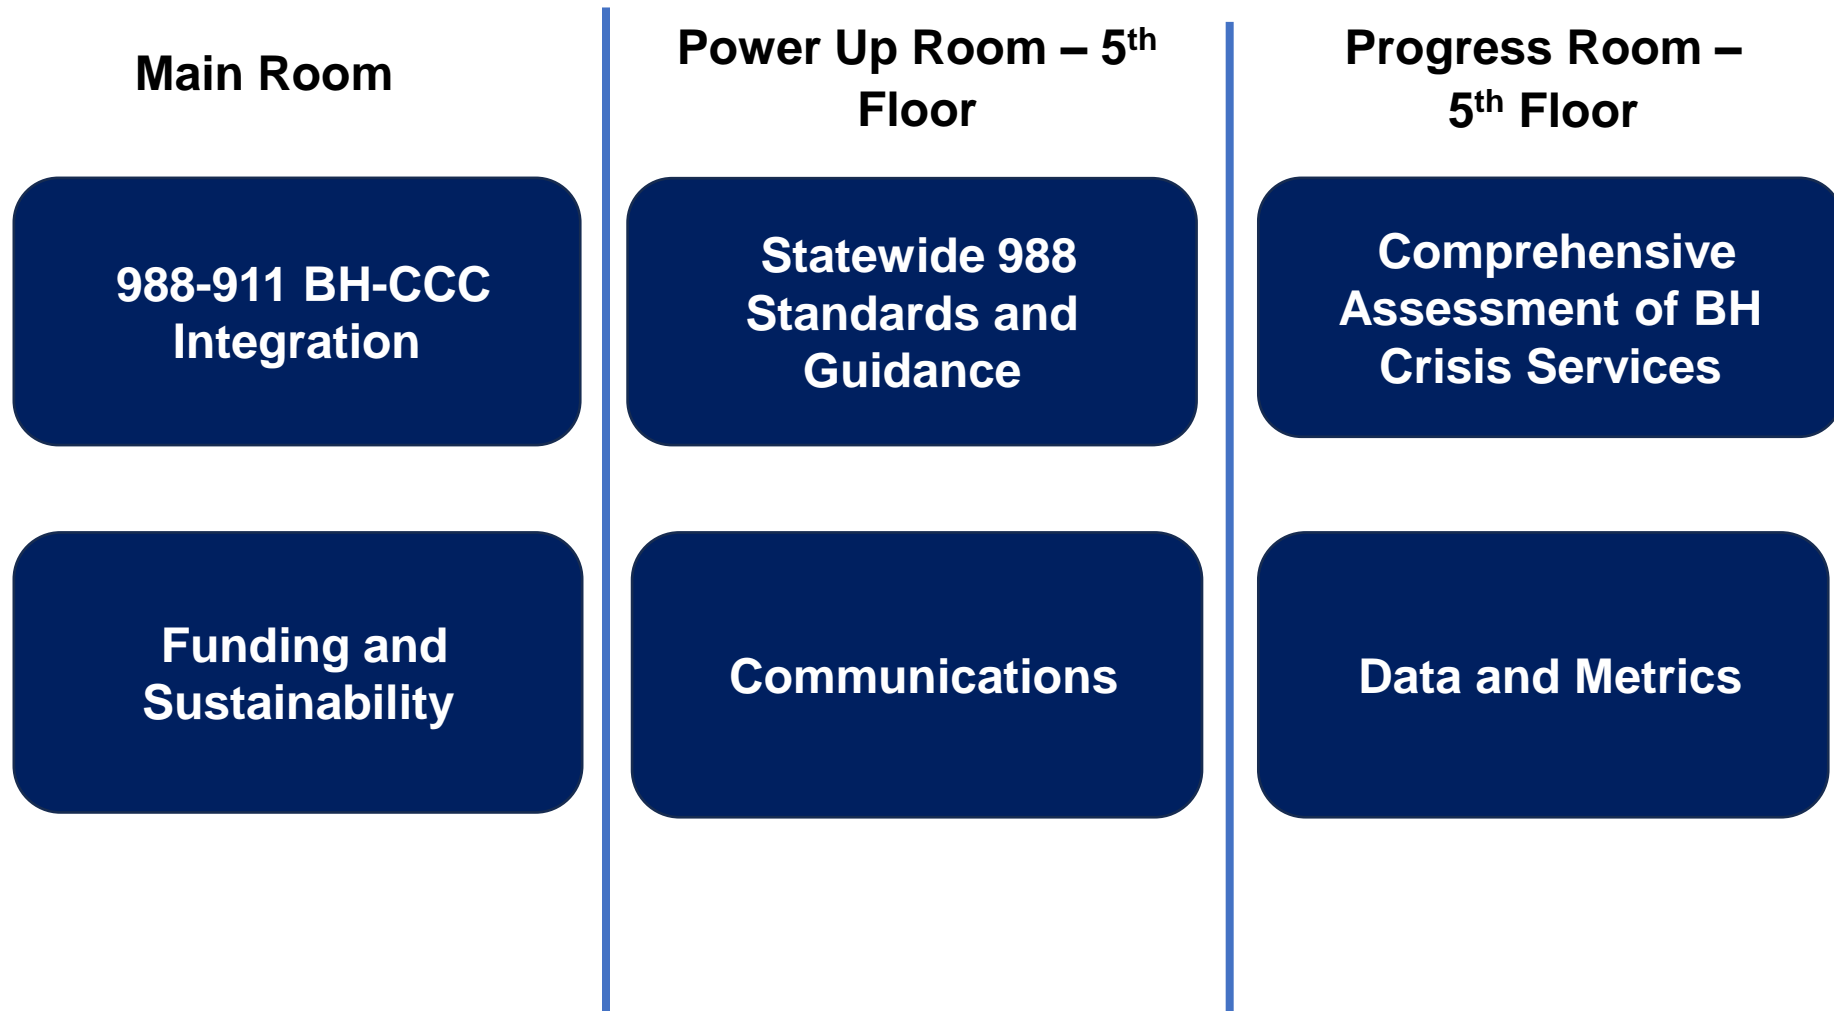 Main Room
Power Up Room – 5th
Floor
Progress Room –
5th Floor
988-911 BH-CCC
Integration
Statewide 988
Standards and
Guidance
Comprehensive
Assessment of BH
Crisis Services
Funding and
Sustainability
Communications
Data and Metrics